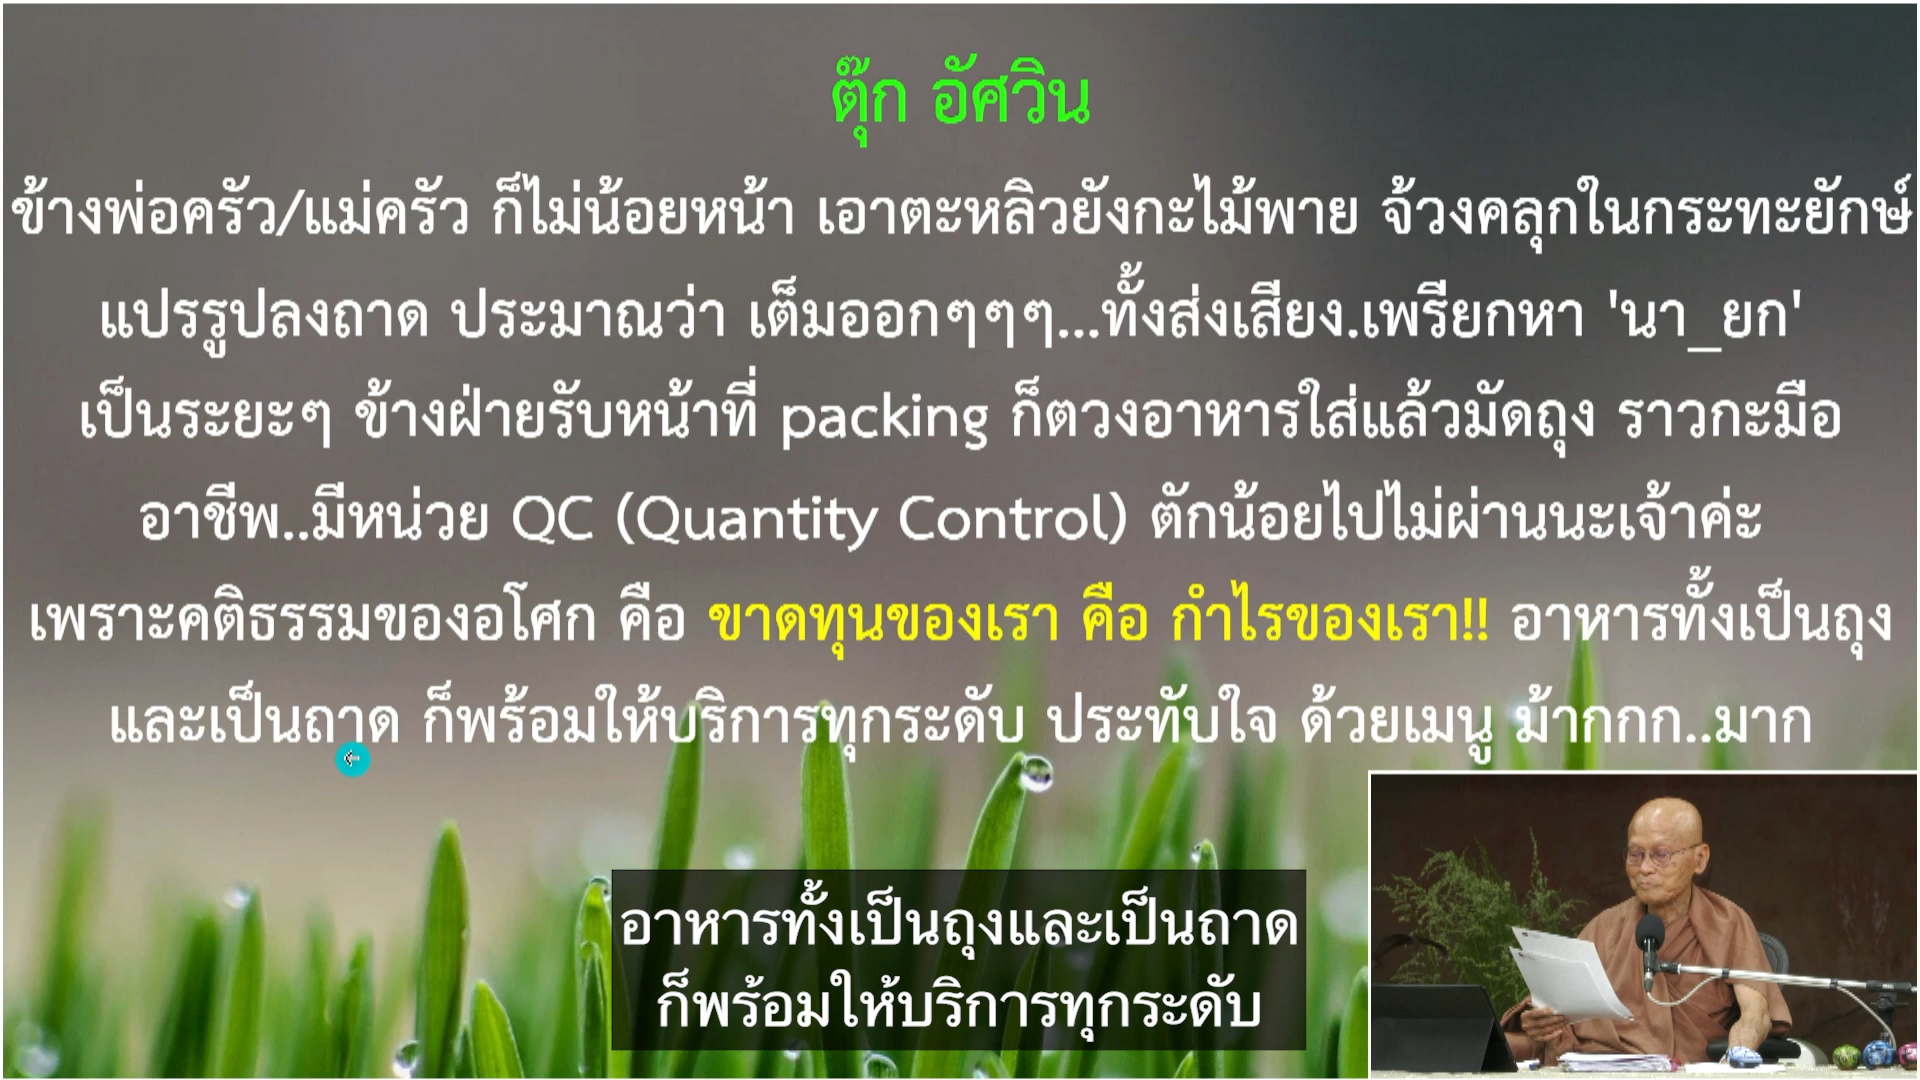 ตุ๊ก อัศวิน
ข้างพ่อครัว/แม่ครัว ก็ไม่น้อยหน้า เอาตะหลิวยังกะไม้พาย จ้วงคลุกในกระทะยักษ์
แปรรูปลงถาด ประมาณว่า เต็มออกๆๆๆ...ทั้งส่งเสียง.เพรียกหา 'นา_ยก'
เป็นระยะๆ ข้างฝ่ายรับหน้าที่ packing ก็ตวงอาหารใส่แล้วมัดถุง ราวกะมือ
อาชีพ..มีหน่วย QC (Quantity Control) ตักน้อยไปไม่ผ่านนะเจ้าค่ะ
เพราะคติธรรมของอโศก คือ ขาดทุนของเรา คือ กำไรของเรา!! อาหารทั้งเป็นถุง
และเป็นถาด ก็พร้อมให้บริการทุกระดับ ประทับใจ ด้วยเมนู ม้ากกก..มาก
อาหารทั้งเป็นถุงและเป็นถาด
ก็พร้อมให้บริการทุกระดับ